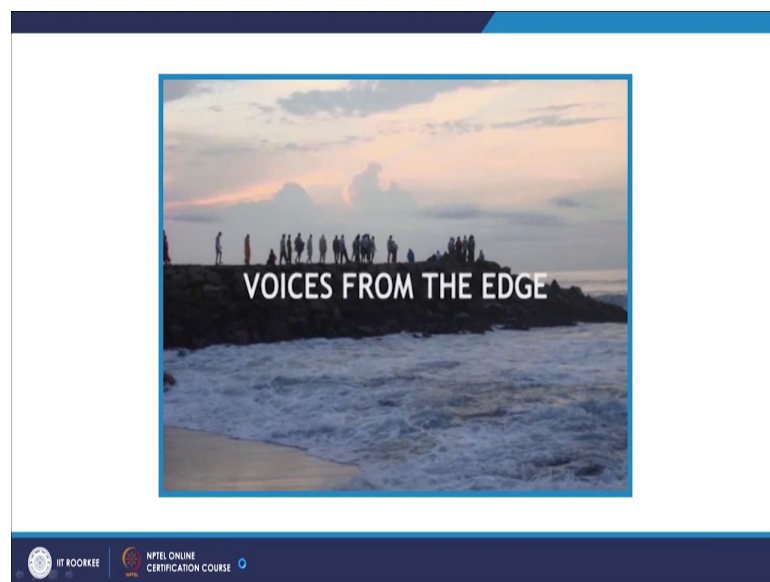 VOICES FROM THE EDGE
IIT ROORKEE
NPTEL ONLINE
CERTIFICATION COURSE